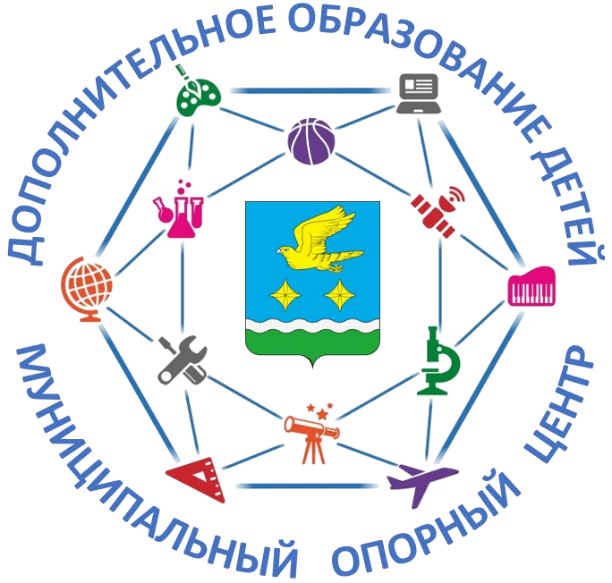 ДОПОЛНИТЕЛЬНОЕ ОБРАЗОВАНИЕ ДЕТЕЙ
МУНИЦИПАЛЬНЫЙ ОПОРНЫЙ ЦЕНТР